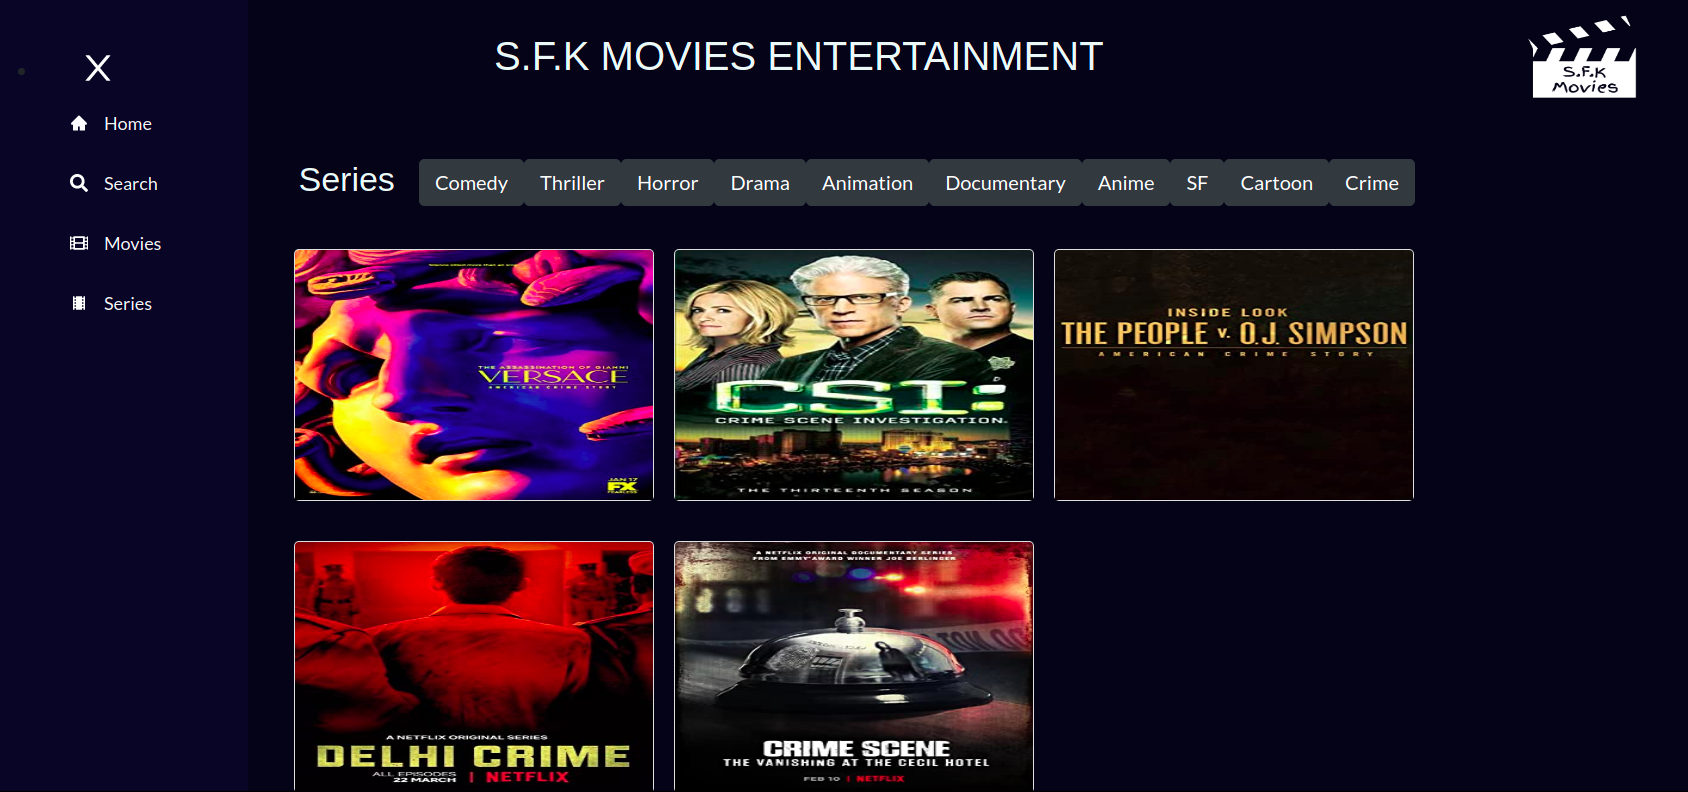 X
Home
Search
Movies
Series
S.F.K MOVIES ENTERTAINMENT
S.F.K
Movies
Series
Comedy Thriller Horror Drama Animation Documentary Anime SF Cartoon Crime
THE ASSASSINATION OF GIANNI
VERSACE
AMERICAN CRIME STORY
JAN 17
FX
FEARLESS
CSI:
CRIME SCENE INVESTIGATION
THE THIRTEENTH SEASON
INSIDE LOOK
THE PEOPLE v. O.J. SIMPSON
AMERICAN CRIME STORY
A NETFLIX ORIGINAL SERIES
DELHI CRIME
ALL EPISODES
22 MARCH | NETFLIX
A NETFLIX ORIGINAL DOCUMENTARY SERIES
FROM EMMY AWARD WINNER JOE BERLINGER
CRIME SCENE
THE VANISHING AT THE CECIL HOTEL
FEB 10 | NETFLIX